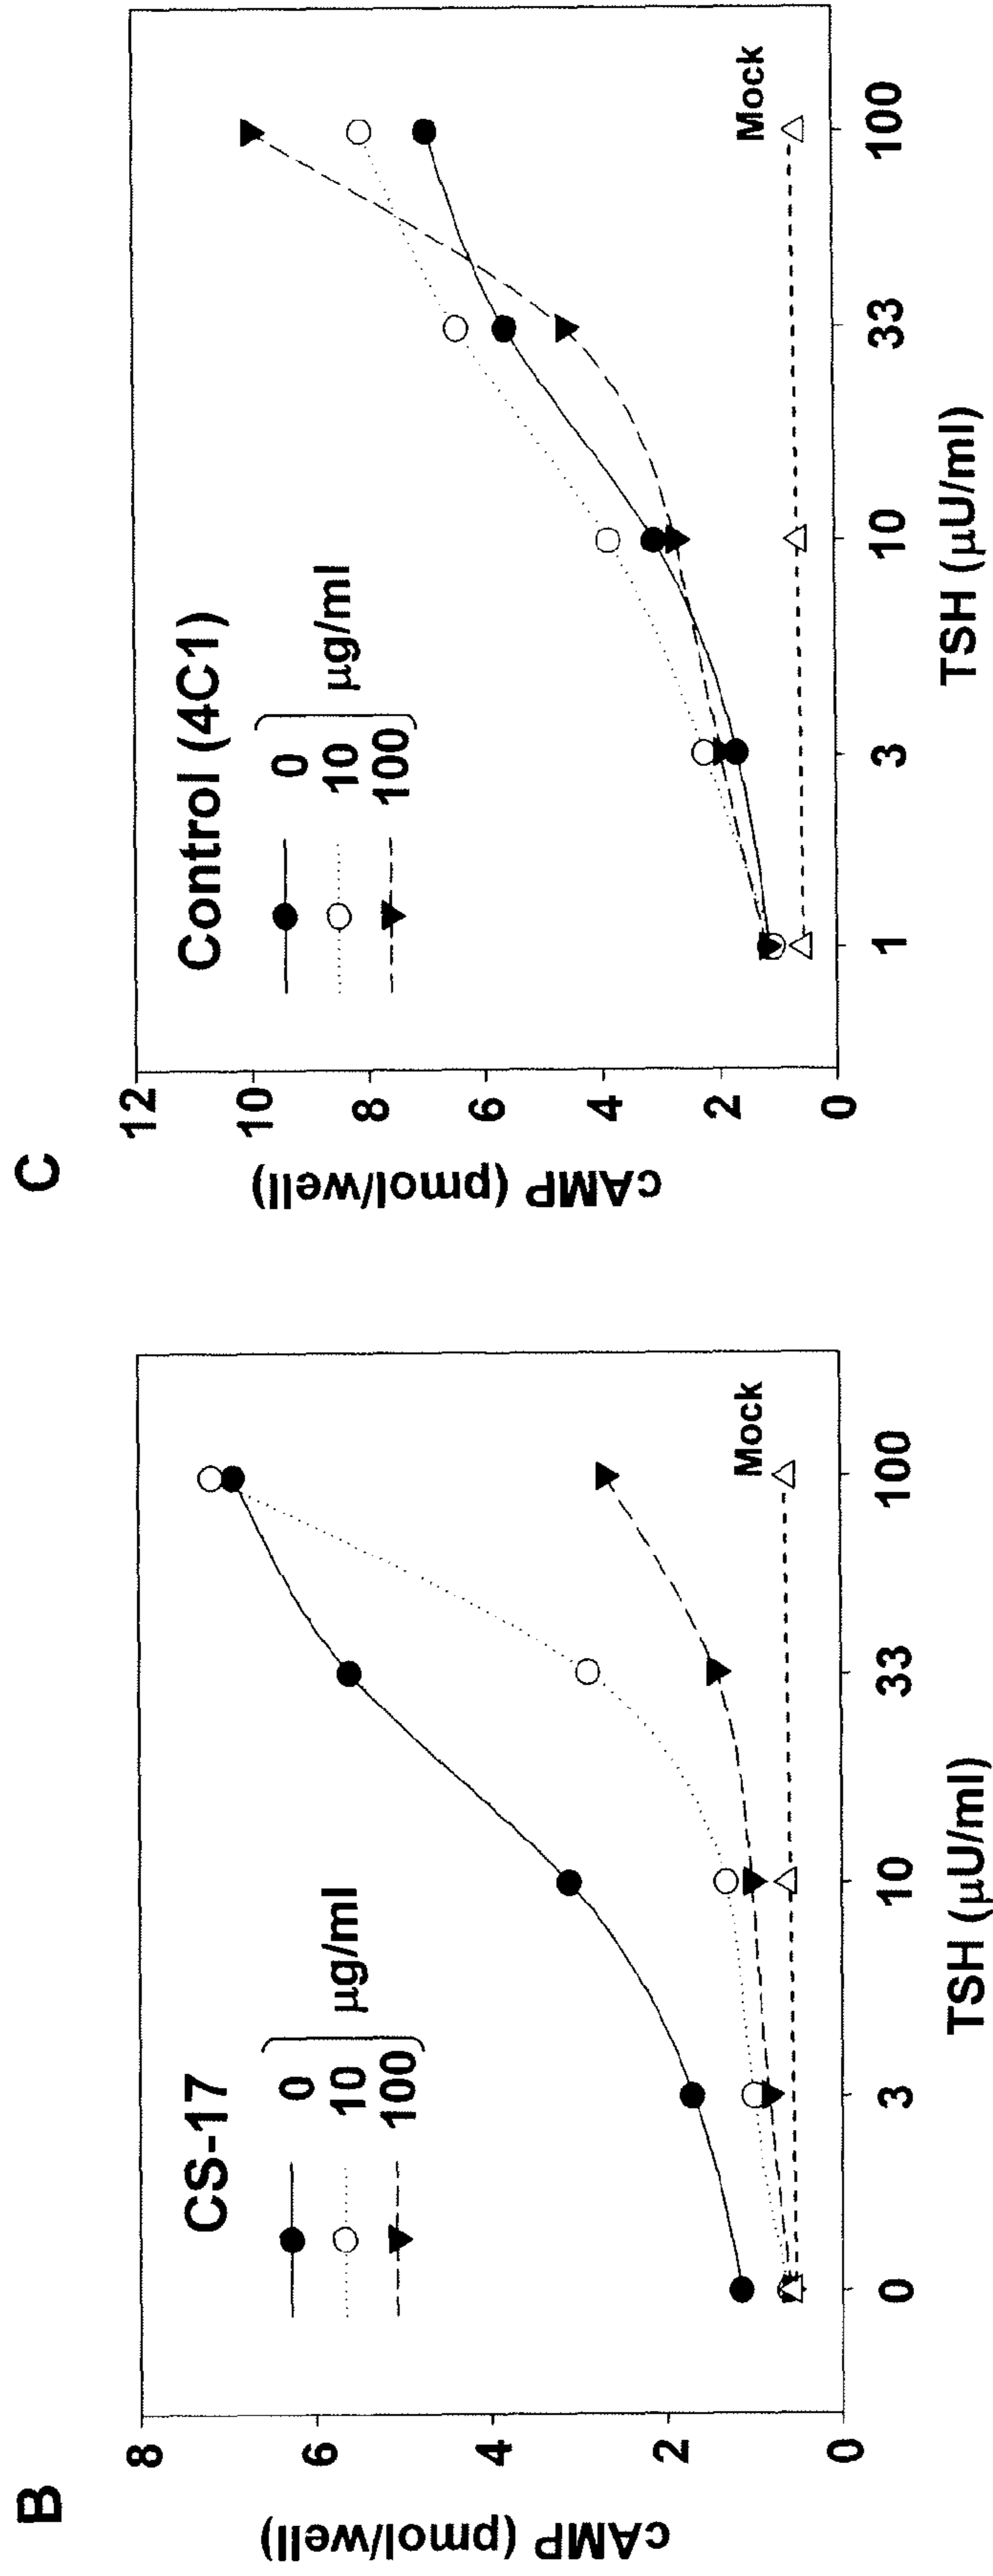 B
CS-17
0
10 µg/ml
100
8
6
4
2
0
cAMP (pmol/well)
Mock
0 3 10 33 100
TSH (µU/ml)
C
Control (4C1)
0
10 µg/ml
100
12
10
8
6
4
2
0
cAMP (pmol/well)
Mock
1 3 10 33 100
TSH (µU/ml)